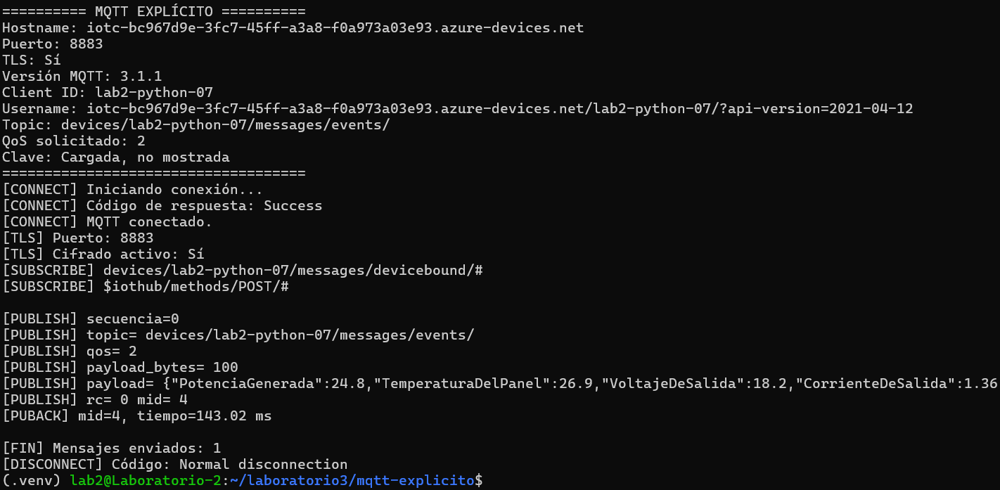 ========== MQTT EXPLÍCITO ==========
Hostname: iotc-bc967d9e-3fc7-45ff-a3a8-f0a973a03e93.azure-devices.net
Puerto: 8883
TLS: Sí
Versión MQTT: 3.1.1
Client ID: lab2-python-07
Username: iotc-bc967d9e-3fc7-45ff-a3a8-f0a973a03e93.azure-devices.net/lab2-python-07/?api-version=2021-04-12
Topic: devices/lab2-python-07/messages/events/
QoS solicitado: 2
Clave: Cargada, no mostrada
====================================
[CONNECT] Iniciando conexión...
[CONNECT] Código de respuesta: Success
[CONNECT] MQTT conectado.
[TLS] Puerto: 8883
[TLS] Cifrado activo: Sí
[SUBSCRIBE] devices/lab2-python-07/messages/devicebound/#
[SUBSCRIBE] $iothub/methods/POST/#
[PUBLISH] secuencia=0
[PUBLISH] topic= devices/lab2-python-07/messages/events/
[PUBLISH] qos= 2
[PUBLISH] payload_bytes= 100
[PUBLISH] payload= {"PotenciaGenerada":24.8,"TemperaturaDelPanel":26.9,"VoltajeDeSalida":18.2,"CorrienteDeSalida":1.36
[PUBLISH] rc= 0 mid= 4
[PUBACK] mid=4, tiempo=143.02 ms
[FIN] Mensajes enviados: 1
[DISCONNECT] Código: Normal disconnection
(.venv) lab2@Laboratorio-2:~/laboratorio3/mqtt-explicito$